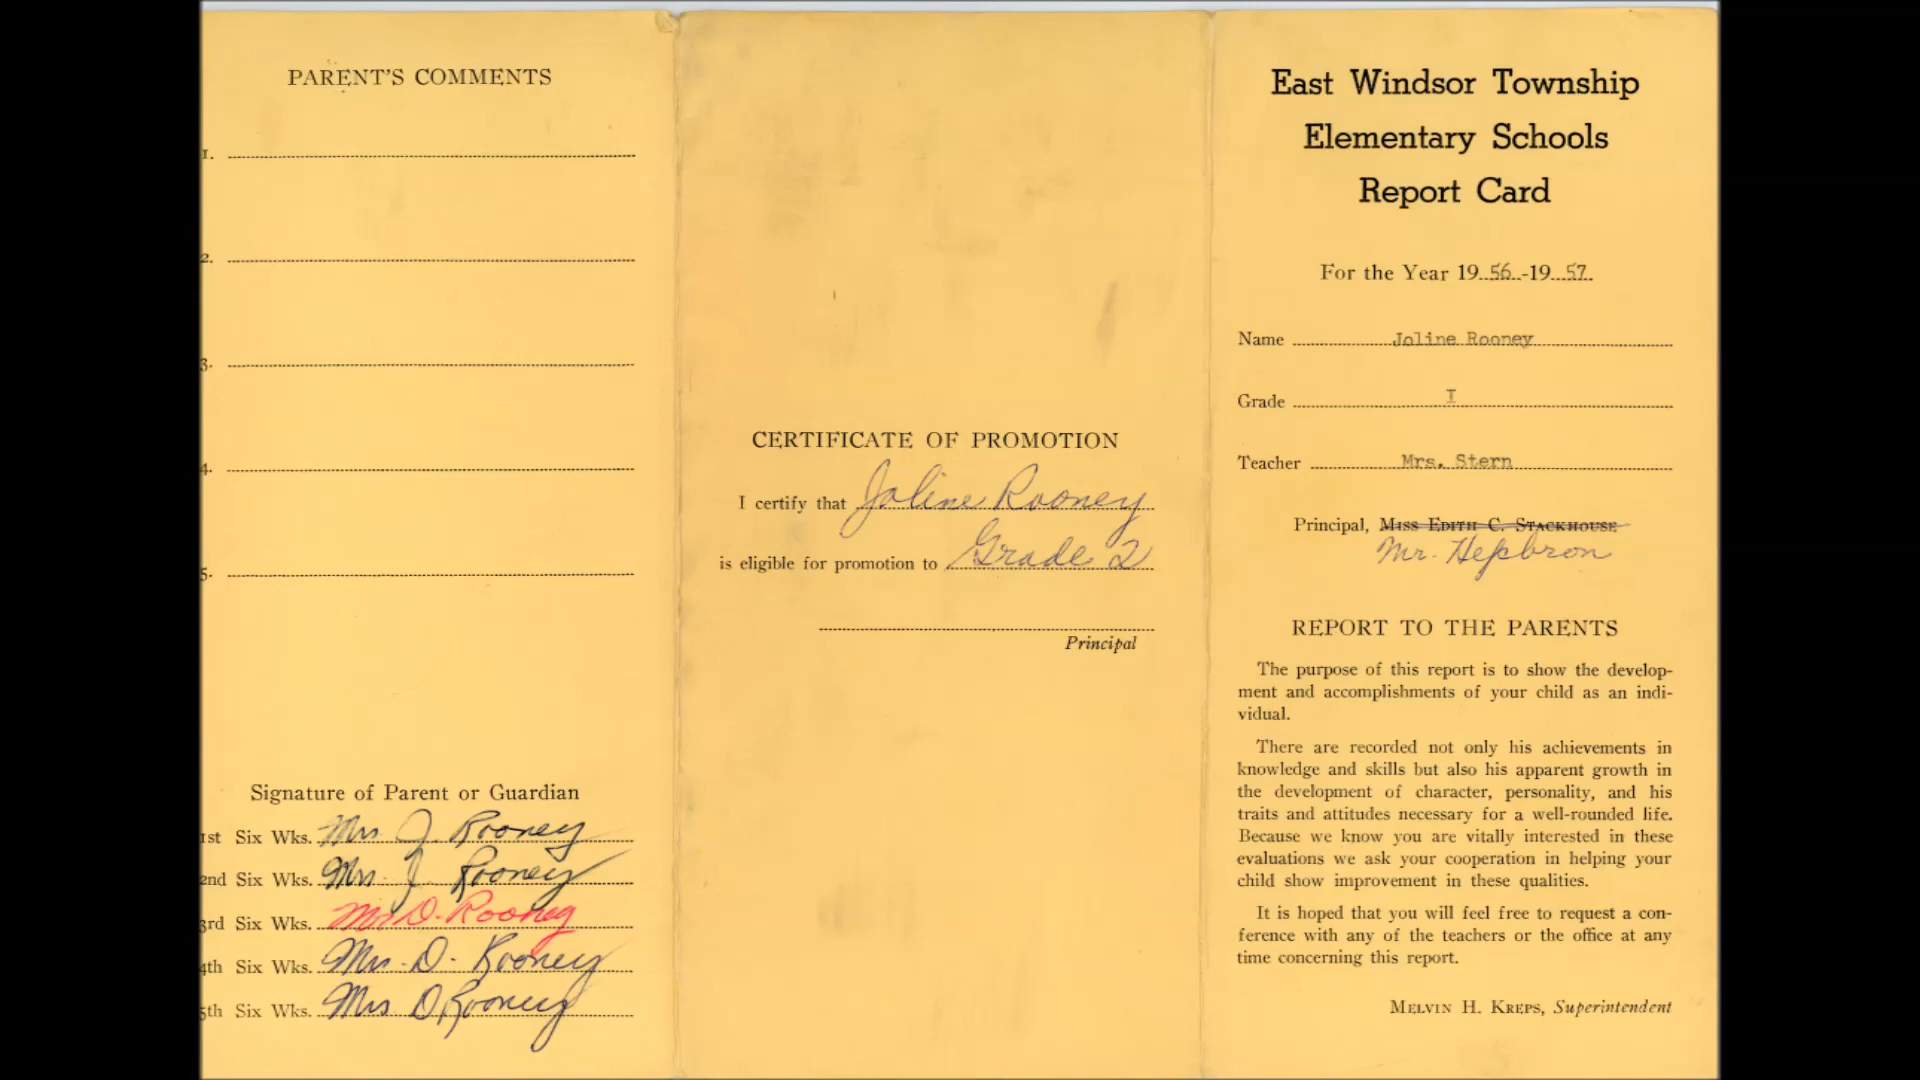 PARENT'S COMMENTS
1.
2.
3.
4.
5.
Signature of Parent or Guardian
1st Six Wks. Mrs. J. Rooney
2nd Six Wks. Mrs. J. Rooney
3rd Six Wks. Mrs D. Rooney
4th Six Wks. Mrs. D. Rooney
5th Six Wks. Mrs D. Rooney
CERTIFICATE OF PROMOTION
I certify that Joline Rooney
is eligible for promotion to Grade 2
Principal
East Windsor Township
Elementary Schools
Report Card
For the Year 1956-1957
Name Joline Rooney
Grade I
Teacher Mrs. Stern
Principal, MISS EDITH C. STACKHOUSE
Mr. Hepbron
REPORT TO THE PARENTS
The purpose of this report is to show the develop-
ment and accomplishments of your child as an indi-
vidual.
There are recorded not only his achievements in
knowledge and skills but also his apparent growth in
the development of character, personality, and his
traits and attitudes necessary for a well-rounded life.
Because we know you are vitally interested in these
evaluations we ask your cooperation in helping your
child show improvement in these qualities.
It is hoped that you will feel free to request a con-
ference with any of the teachers or the office at any
time concerning this report.
MELVIN H. KREPS, Superintendent